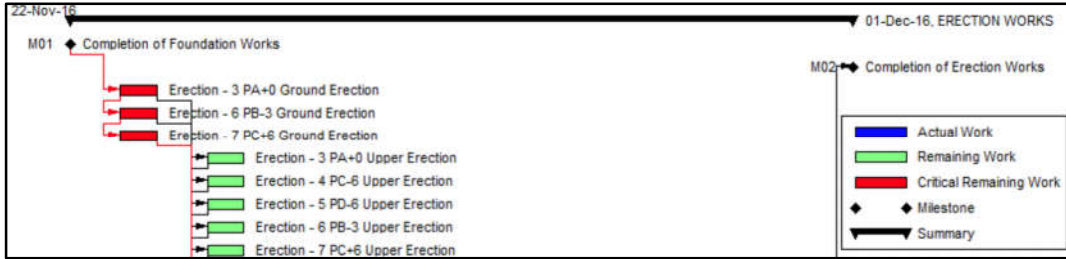 22-Nov-16
01-Dec-16, ERECTION WORKS
M01 Completion of Foundation Works
M02 Completion of Erection Works
Erection - 3 PA+0 Ground Erection
Erection - 6 PB-3 Ground Erection
Erection - 7 PC+6 Ground Erection
Erection - 3 PA+0 Upper Erection
Erection - 4 PC-6 Upper Erection
Erection - 5 PD-6 Upper Erection
Erection - 6 PB-3 Upper Erection
Erection - 7 PC+6 Upper Erection
Actual Work
Remaining Work
Critical Remaining Work
Milestone
Summary